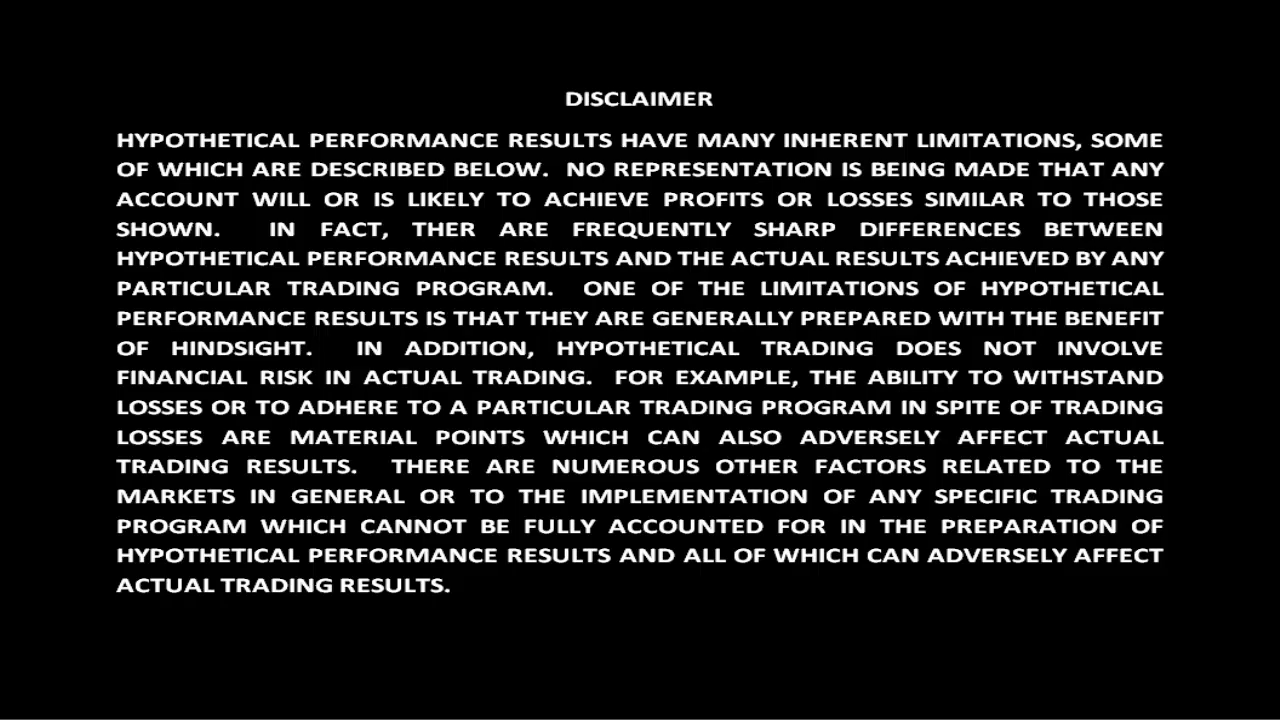 DISCLAIMER
HYPOTHETICAL PERFORMANCE RESULTS HAVE MANY INHERENT LIMITATIONS, SOME
OF WHICH ARE DESCRIBED BELOW.  NO REPRESENTATION IS BEING MADE THAT ANY
ACCOUNT WILL OR IS LIKELY TO ACHIEVE PROFITS OR LOSSES SIMILAR TO THOSE
SHOWN.  IN FACT, THER ARE FREQUENTLY SHARP DIFFERENCES BETWEEN
HYPOTHETICAL PERFORMANCE RESULTS AND THE ACTUAL RESULTS ACHIEVED BY ANY
PARTICULAR TRADING PROGRAM.  ONE OF THE LIMITATIONS OF HYPOTHETICAL
PERFORMANCE RESULTS IS THAT THEY ARE GENERALLY PREPARED WITH THE BENEFIT
OF HINDSIGHT.  IN ADDITION, HYPOTHETICAL TRADING DOES NOT INVOLVE
FINANCIAL RISK IN ACTUAL TRADING.  FOR EXAMPLE, THE ABILITY TO WITHSTAND
LOSSES OR TO ADHERE TO A PARTICULAR TRADING PROGRAM IN SPITE OF TRADING
LOSSES ARE MATERIAL POINTS WHICH CAN ALSO ADVERSELY AFFECT ACTUAL
TRADING RESULTS.  THERE ARE NUMEROUS OTHER FACTORS RELATED TO THE
MARKETS IN GENERAL OR TO THE IMPLEMENTATION OF ANY SPECIFIC TRADING
PROGRAM WHICH CANNOT BE FULLY ACCOUNTED FOR IN THE PREPARATION OF
HYPOTHETICAL PERFORMANCE RESULTS AND ALL OF WHICH CAN ADVERSELY AFFECT
ACTUAL TRADING RESULTS.